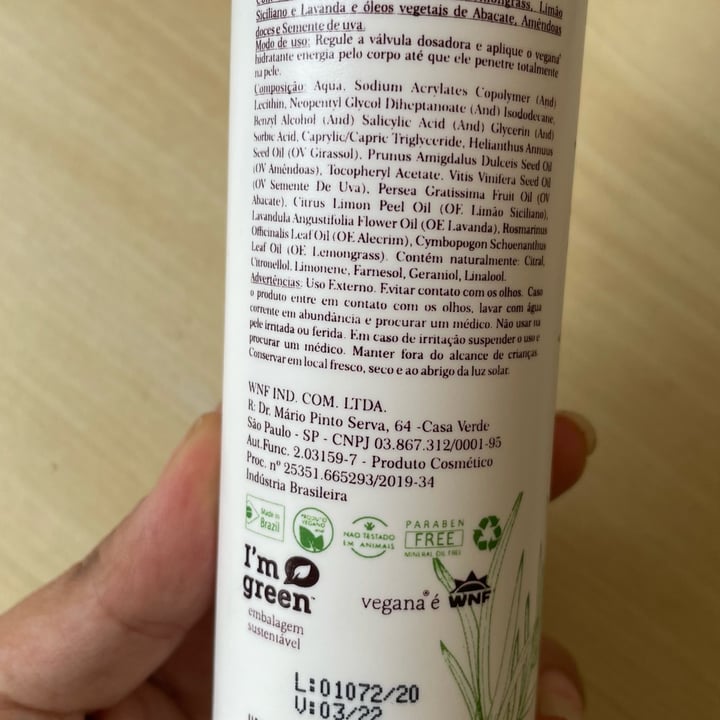 Siciliano e Lavanda e óleos vegetais de Abacate, Amêndoas
doces e Semente de uva.
Modo de uso: Regule a válvula dosadora e aplique o vegana®
hidratante energia pelo corpo até que ele penetre totalmente
na pele.
Composição: Aqua, Sodium Acrylates Copolymer (And)
Lecithin, Neopentyl Glycol Diheptanoate (And) Isododecane,
Benzyl Alcohol (And) Salicylic Acid (And) Glycerin (And)
Sorbic Acid, Caprylic/Capric Triglyceride, Helianthus Annuus
Seed Oil (OV Girassol), Prunus Amigdalus Dulceis Seed Oil
(OV Amêndoas), Tocopheryl Acetate, Vitis Vinifera Seed Oil
(OV Semente De Uva), Persea Gratissima Fruit Oil (OV
Abacate), Citrus Limon Peel Oil (OE Limão Siciliano),
Lavandula Angustifolia Flower Oil (OE Lavanda), Rosmarinus
Officinalis Leaf Oil (OE Alecrim), Cymbopogon Schoenanthus
Leaf Oil (OE Lemongrass). Contém naturalmente: Citral,
Citronellol, Limonene, Farnesol, Geraniol, Linalool.
Advertências: Uso Externo. Evitar contato com os olhos. Caso
o produto entre em contato com os olhos, lavar com água
corrente em abundância e procurar um médico. Não usar na
pele irritada ou ferida. Em caso de irritação suspender o uso e
procurar um médico. Manter fora do alcance de crianças.
Conservar em local fresco, seco e ao abrigo da luz solar.
WNF IND. COM. LTDA.
R: Dr. Mário Pinto Serva, 64 -Casa Verde
São Paulo - SP - CNPJ 03.867.312/0001-95
Aut.Func. 2.03159-7 - Produto Cosmético
Proc. nº 25351.665293/2019-34
Indústria Brasileira
Made in
Brazil
PRODUTO
VEGANO
NÃO TESTADO
EM ANIMAIS
PARABEN
FREE
MINERAL OIL FREE
I'm
green™
embalagem
sustentável
vegana® é WNF
L:01072/20
V:03/22